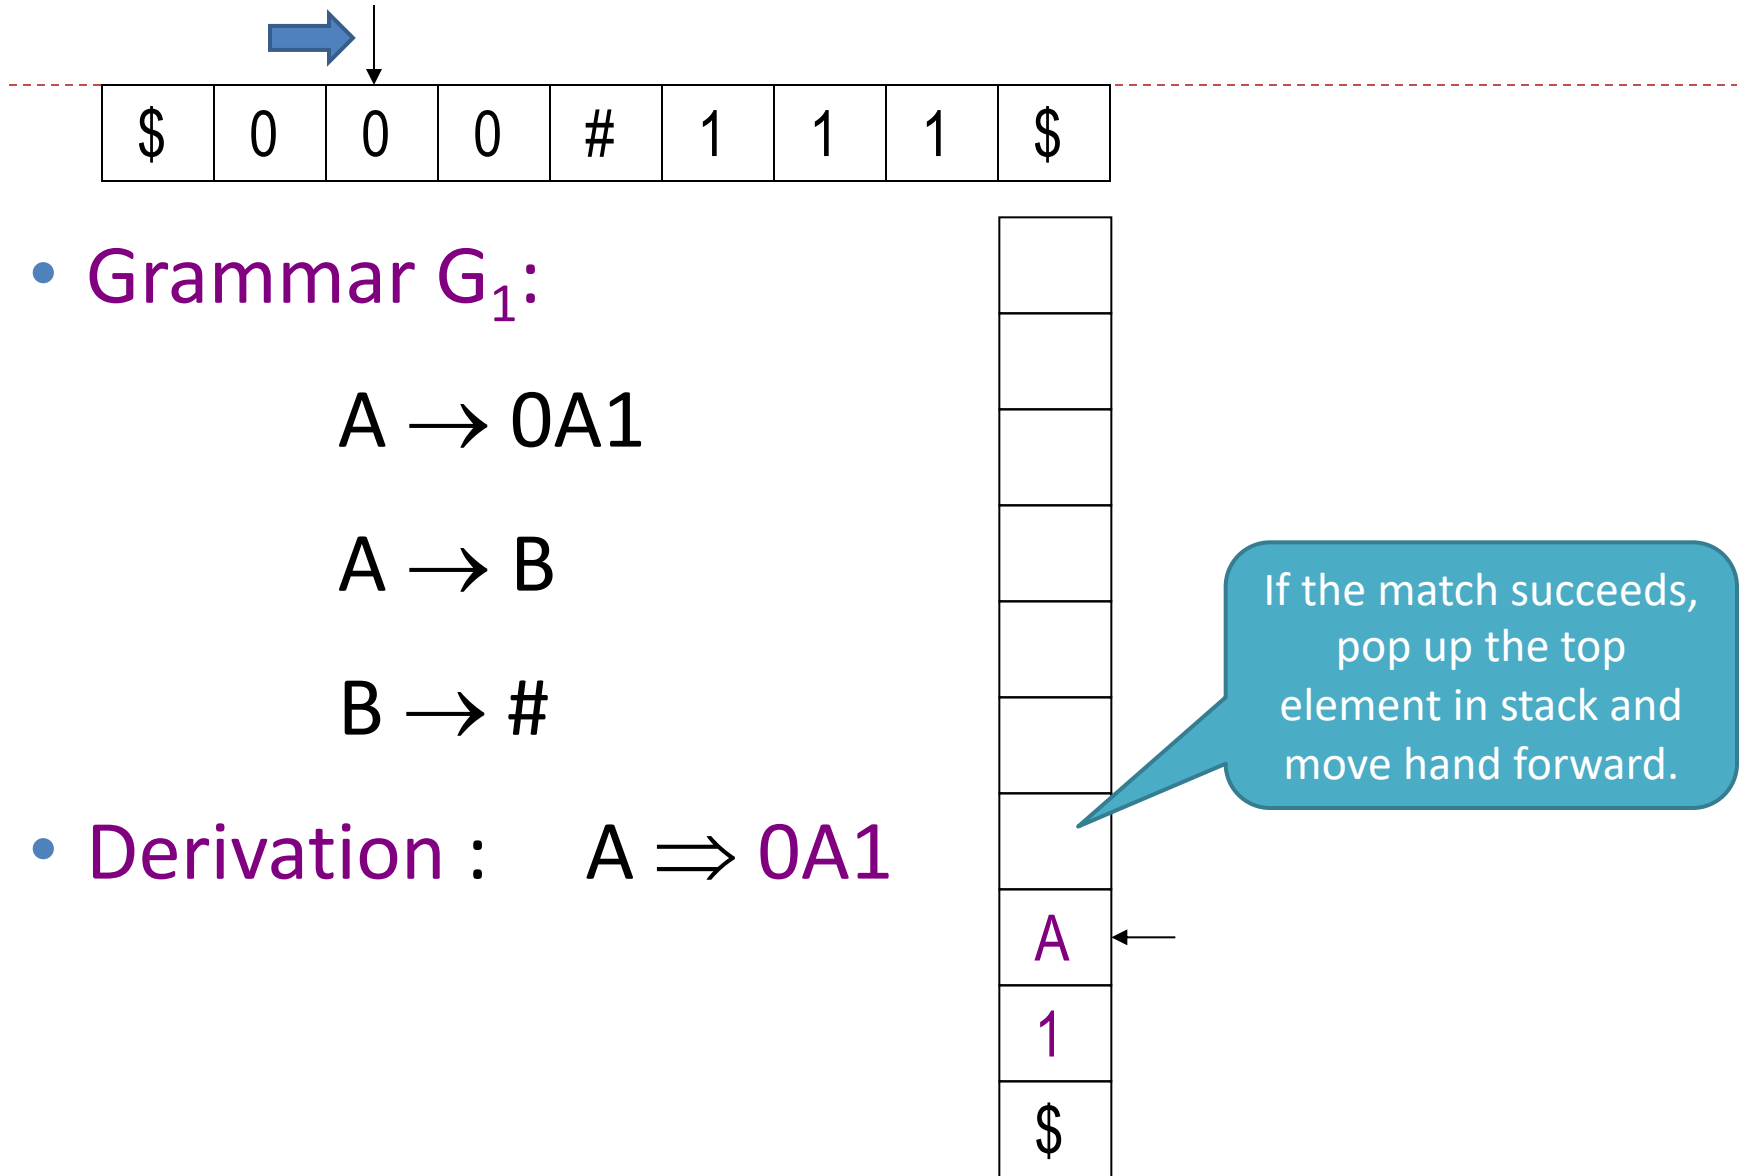 $ 0 0 0 # 1 1 1 $
• Grammar G₁:
A → 0A1
A → B
B → #
• Derivation : A ⇒ 0A1
If the match succeeds,
pop up the top
element in stack and
move hand forward.
A
1
$